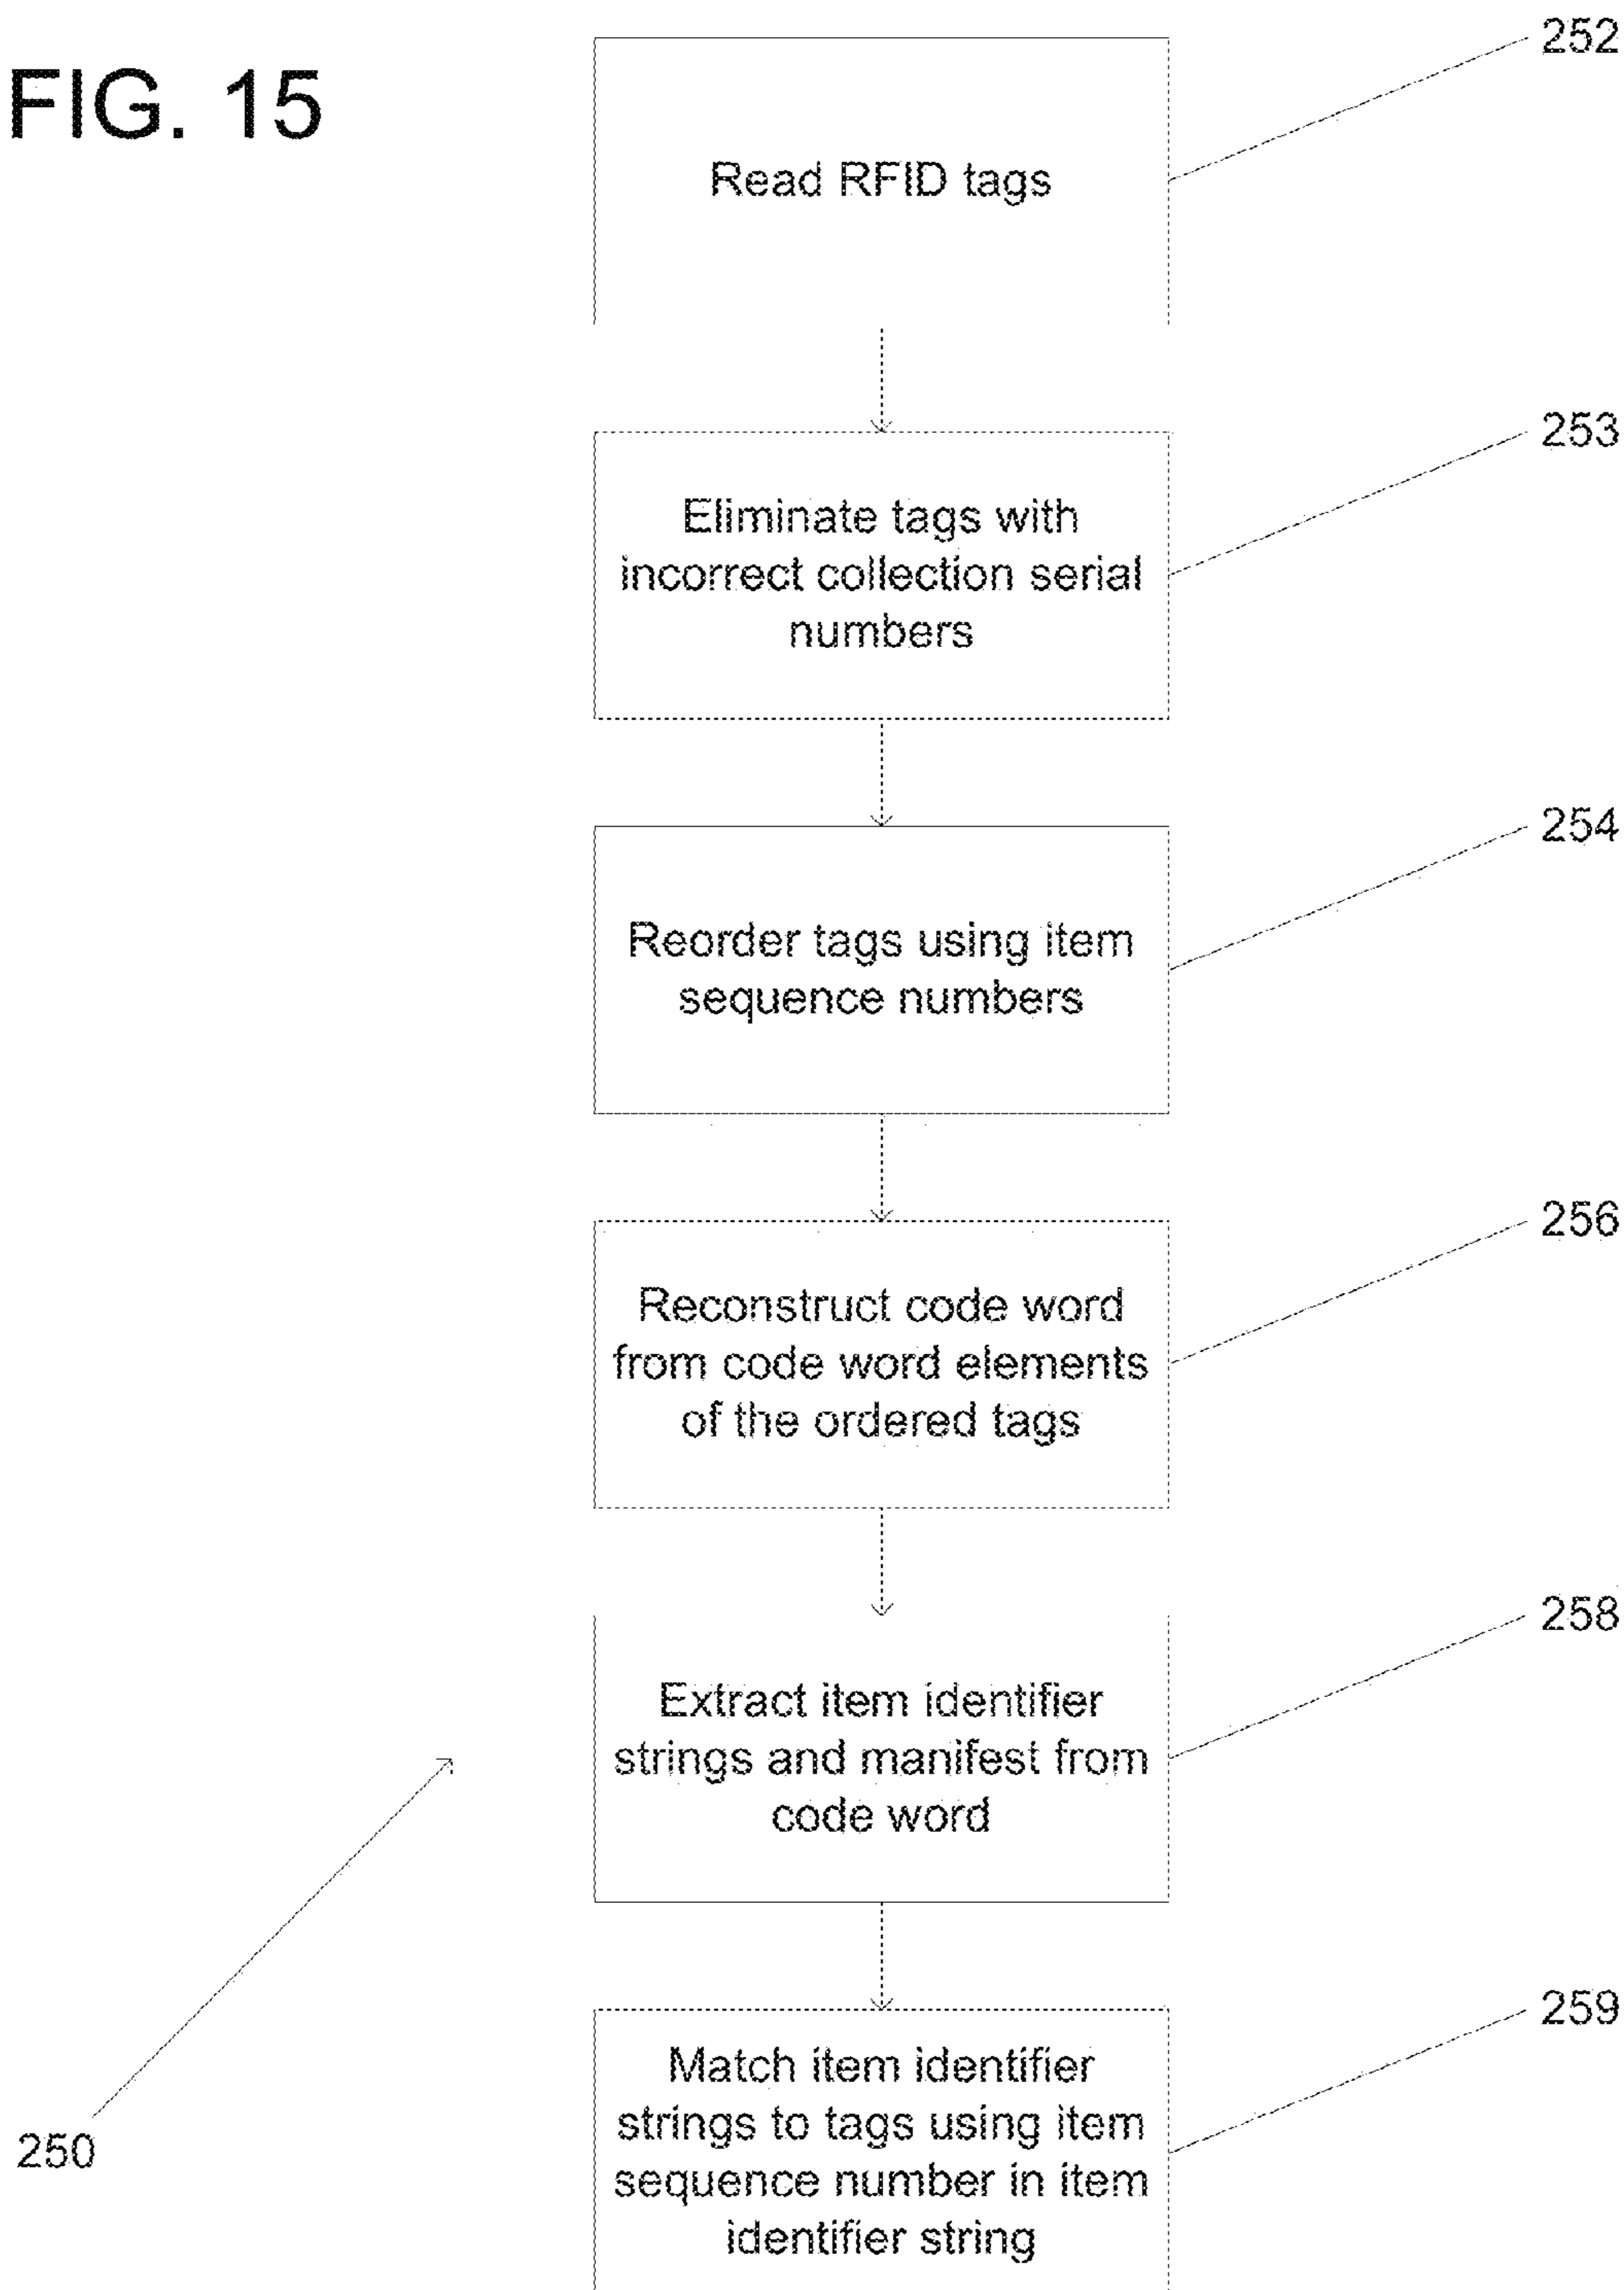 FIG. 15
252
Read RFID tags
253
Eliminate tags with
incorrect collection serial
numbers
254
Reorder tags using item
sequence numbers
256
Reconstruct code word
from code word elements
of the ordered tags
258
Extract item identifier
strings and manifest from
code word
259
Match item identifier
strings to tags using item
sequence number in item
identifier string
250